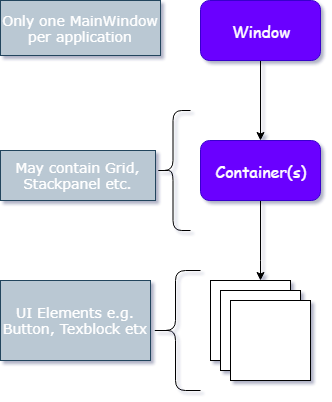 Only one MainWindow
per application
Window
May contain Grid,
Stackpanel etc.
Container(s)
UI Elements e.g.
Button, Texblock etx